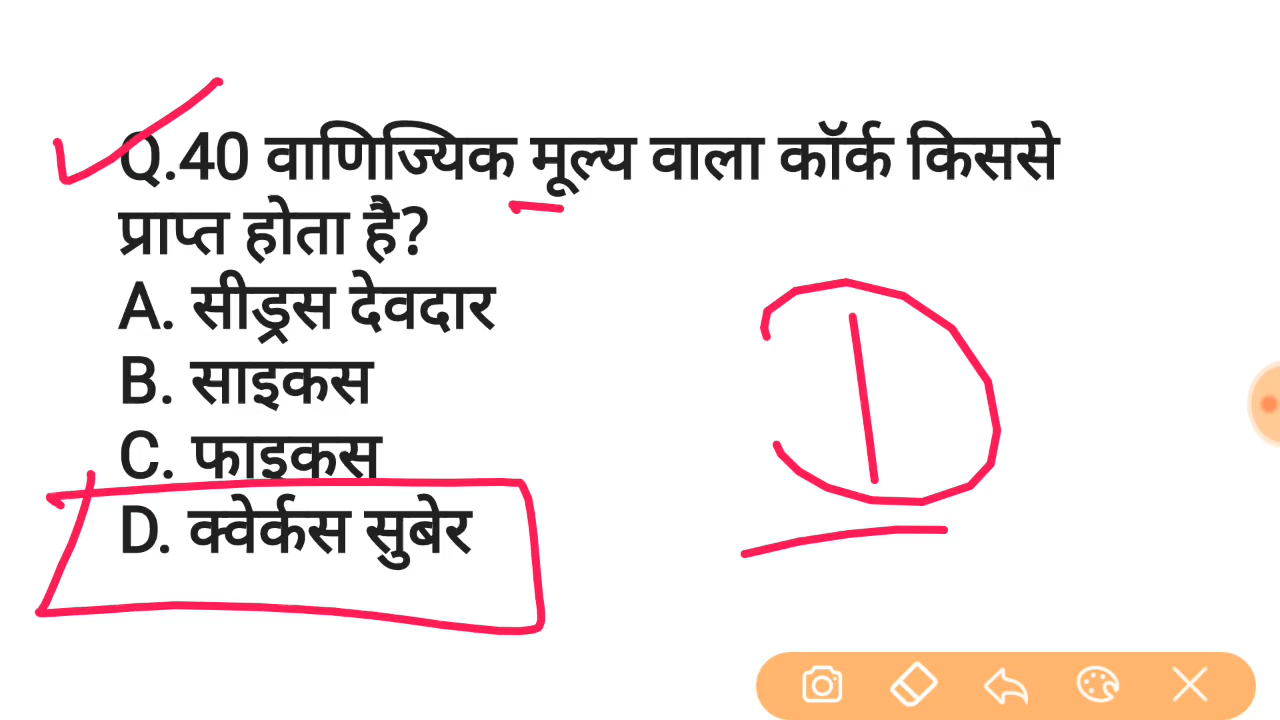 Q.40 वाणिज्यिक मूल्य वाला कॉर्क किससे
प्राप्त होता है?
A. सीड्रस देवदार
B. साइकस
C. फाइकस
D. क्वेर्कस सुबेर
D